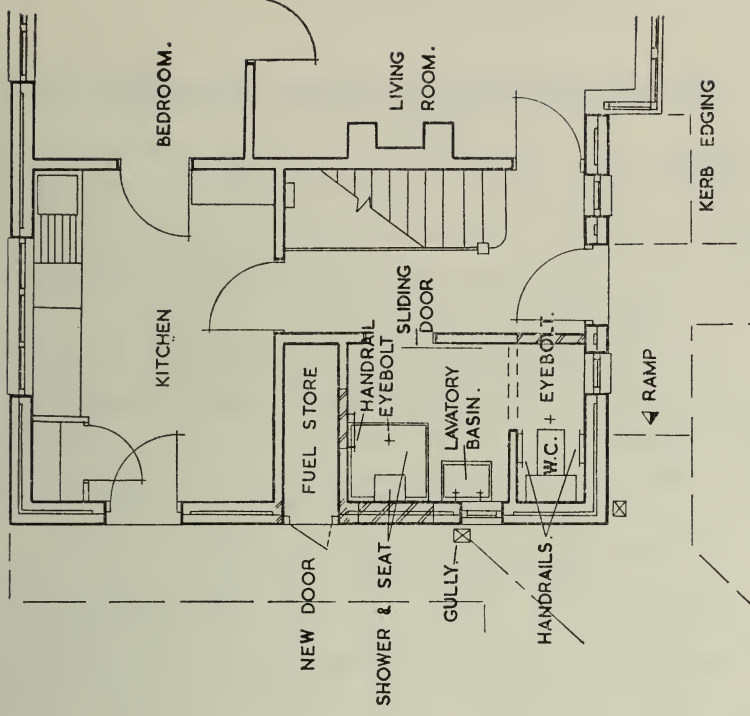 BEDROOM.
LIVING
ROOM.
KITCHEN
SLIDING
DOOR
KERB EDGING
FUEL STORE
HANDRAIL
EYEBOLT
LAVATORY
BASIN.
W.C.
EYEBOLT.
RAMP
NEW DOOR
SHOWER & SEAT
GULLY.
HANDRAILS.